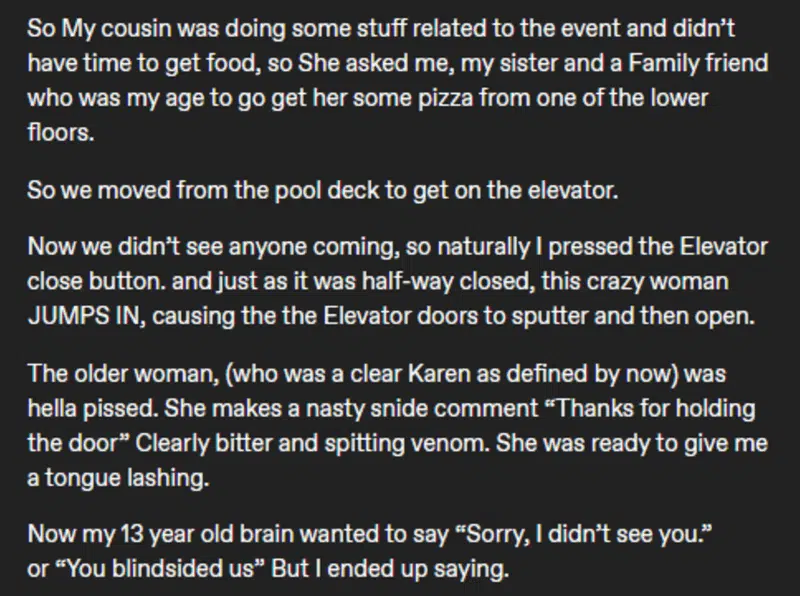 So My cousin was doing some stuff related to the event and didn’t
have time to get food, so She asked me, my sister and a Family friend
who was my age to go get her some pizza from one of the lower
floors.
So we moved from the pool deck to get on the elevator.
Now we didn’t see anyone coming, so naturally I pressed the Elevator
close button. and just as it was half-way closed, this crazy woman
JUMPS IN, causing the the Elevator doors to sputter and then open.
The older woman, (who was a clear Karen as defined by now) was
hella pissed. She makes a nasty snide comment “Thanks for holding
the door” Clearly bitter and spitting venom. She was ready to give me
a tongue lashing.
Now my 13 year old brain wanted to say “Sorry, I didn’t see you.”
or “You blindsided us” But I ended up saying.